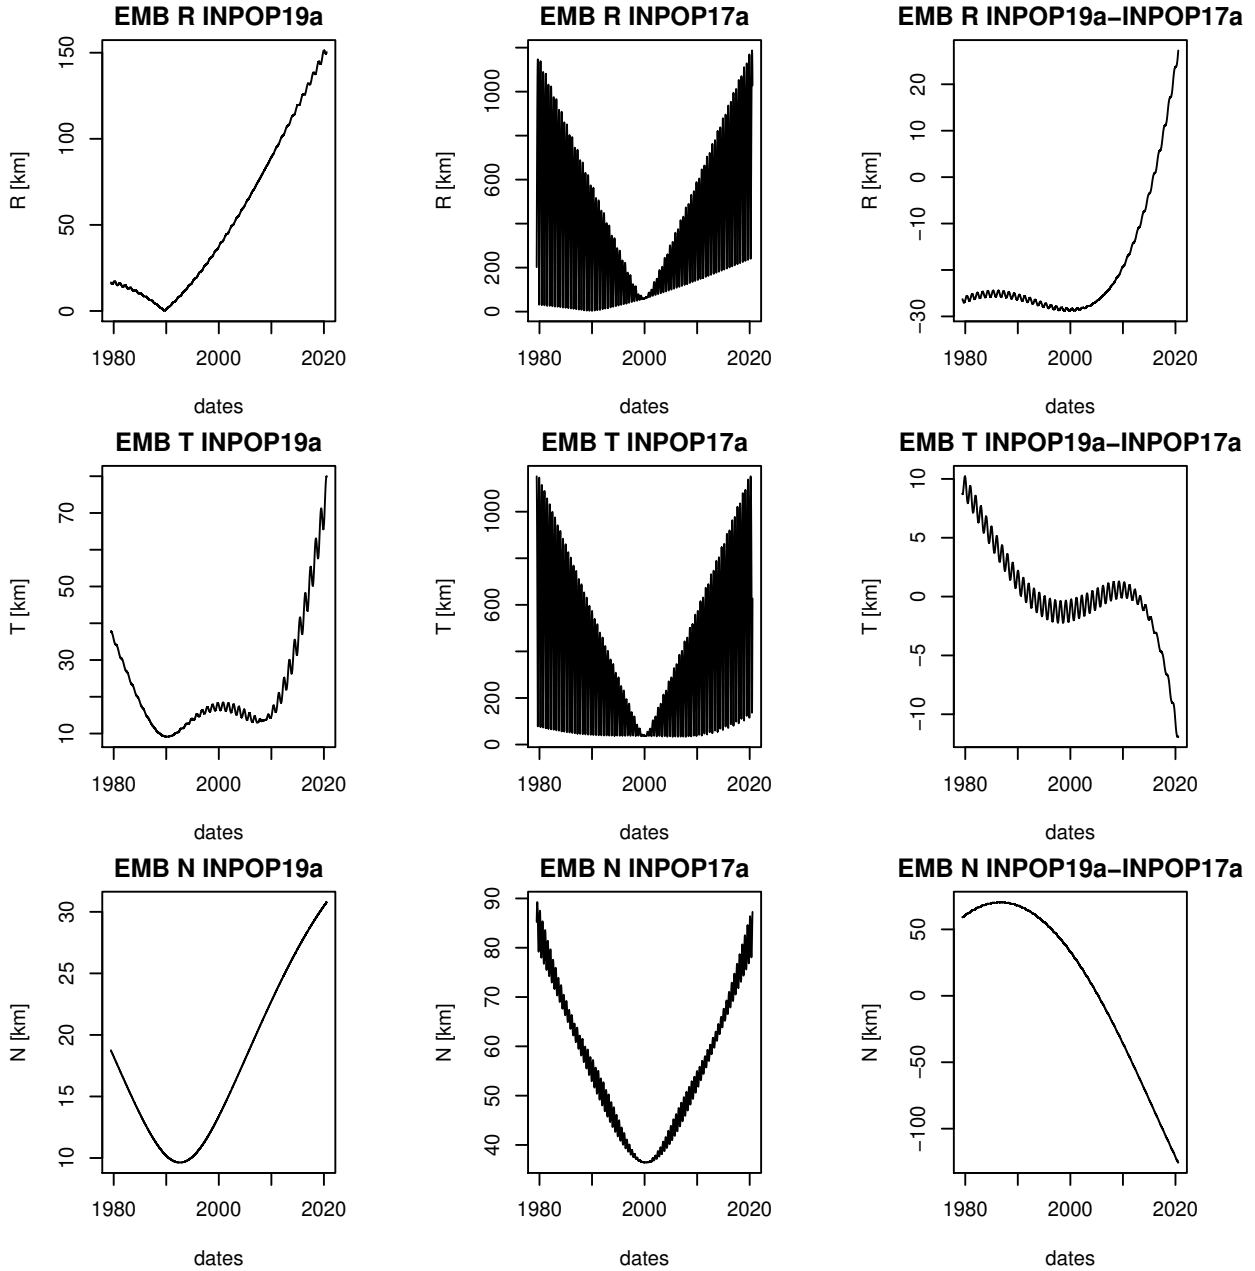 EMB R INPOP19a
R [km]
150
100
50
0
1980 2000 2020
dates
EMB R INPOP17a
R [km]
1000
600
200
0
1980 2000 2020
dates
EMB R INPOP19a−INPOP17a
R [km]
20
10
0
−10
−30
1980 2000 2020
dates
EMB T INPOP19a
T [km]
70
50
30
10
1980 2000 2020
dates
EMB T INPOP17a
T [km]
1000
600
200
0
1980 2000 2020
dates
EMB T INPOP19a−INPOP17a
T [km]
10
5
0
−5
−10
1980 2000 2020
dates
EMB N INPOP19a
N [km]
30
25
20
15
10
1980 2000 2020
dates
EMB N INPOP17a
N [km]
90
80
70
60
50
40
1980 2000 2020
dates
EMB N INPOP19a−INPOP17a
N [km]
50
0
−50
−100
1980 2000 2020
dates